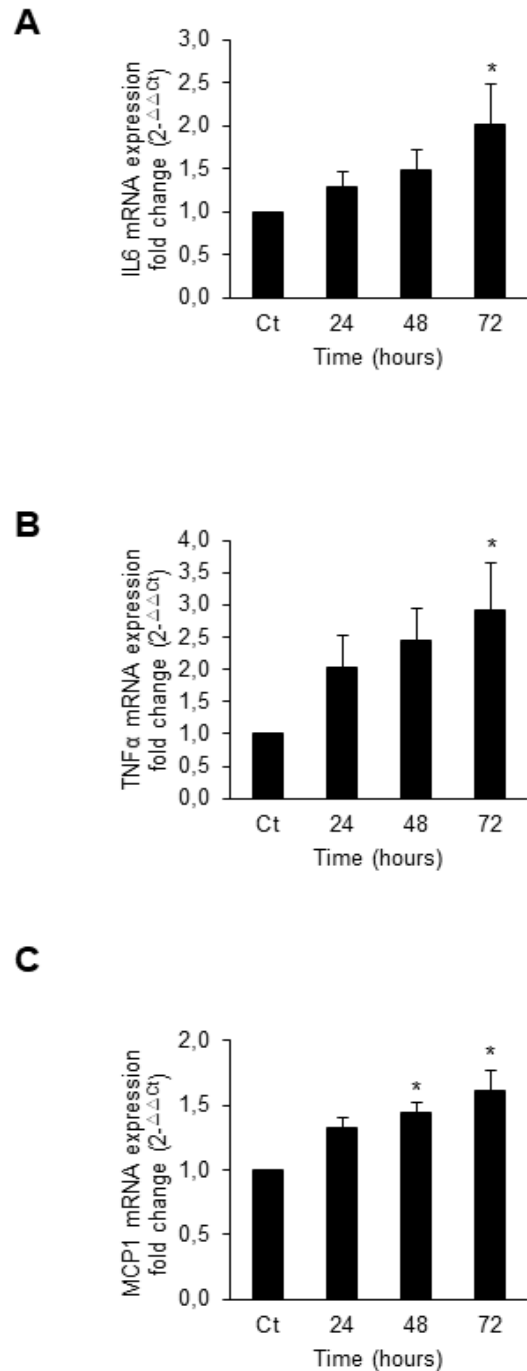 A
IL6 mRNA expression
fold change (2-△△Ct)
3,0
2,5
2,0
1,5
1,0
0,5
0,0
*
Ct 24 48 72
Time (hours)
B
TNFα mRNA expression
fold change (2-△△Ct)
4,0
3,5
3,0
2,5
2,0
1,5
1,0
0,5
0,0
*
Ct 24 48 72
Time (hours)
C
MCP1 mRNA expression
fold change (2-△△Ct)
2,0
1,5
1,0
0,5
0,0
* *
Ct 24 48 72
Time (hours)